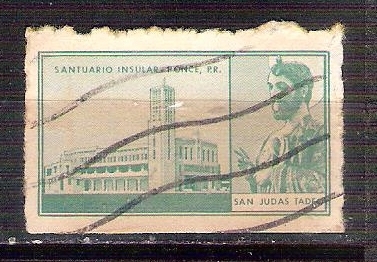 SANTUARIO INSULAR, PONCE, P.R.
SAN JUDAS TADEO